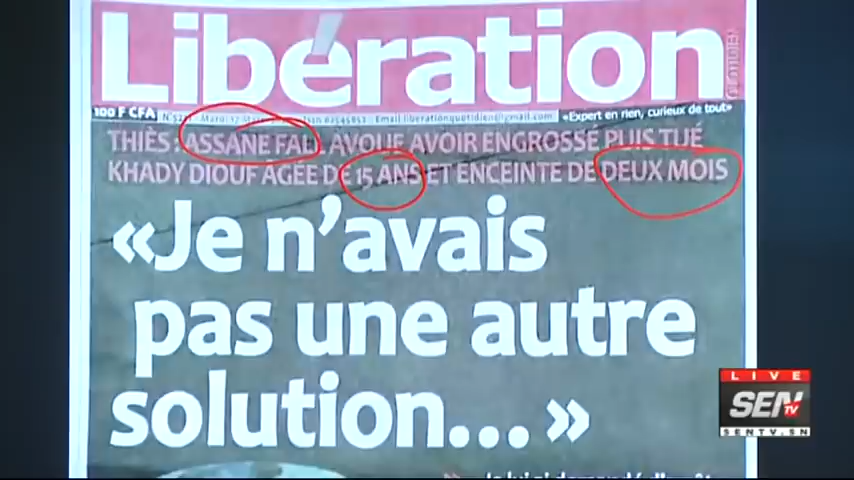 Libération
QUOTIDIEN
100 F CFA
«Expert en rien, curieux de tout»
THIÈS : ASSANE FALL AVOUE AVOIR ENGROSSÉ PUIS TUÉ
KHADY DIOUF ÂGÉE DE 15 ANS ET ENCEINTE DE DEUX MOIS
«Je n'avais
pas une autre
solution... »
LIVE
SEN TV
SENTV.SN